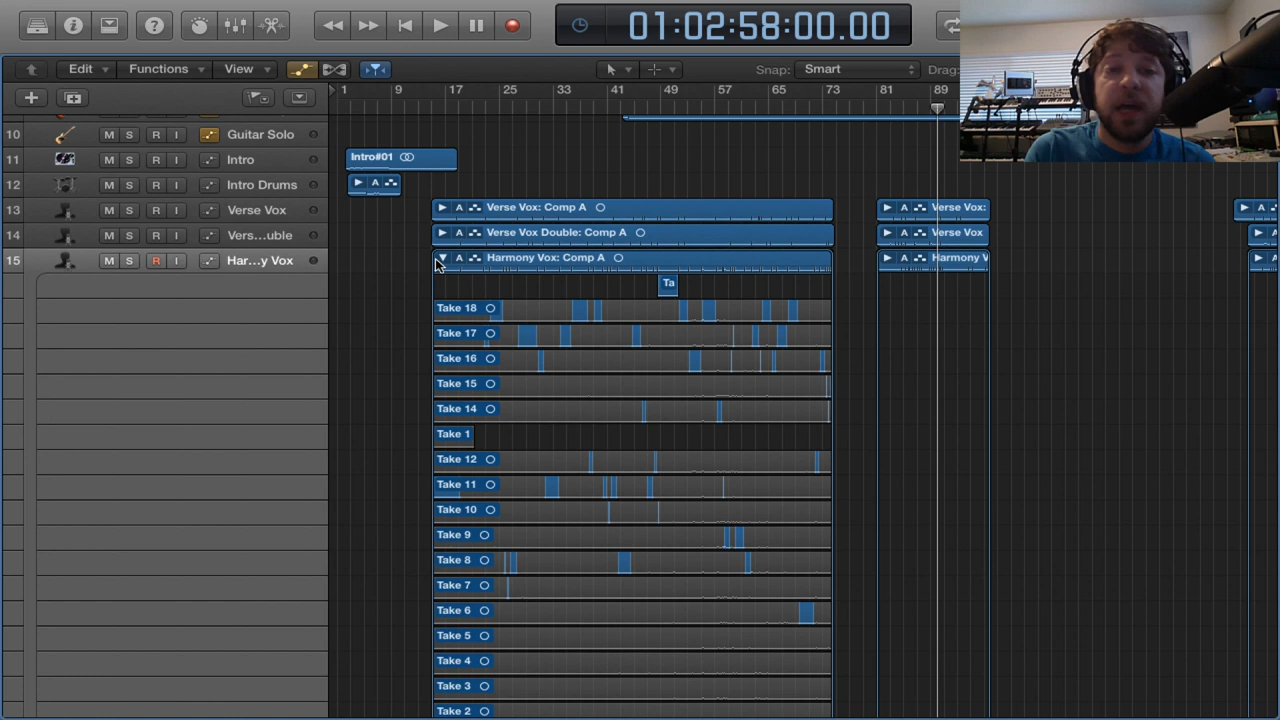 01:02:58:00.00
Edit Functions View Snap: Smart Drag:
1 9 17 25 33 41 49 57 65 73 81 89
10 M S R I Guitar Solo
11 M S R I Intro Intro#01
12 M S R I Intro Drums A
13 M S R I Verse Vox A Verse Vox: Comp A A Verse Vox: A
14 M S R I Vers...uble A Verse Vox Double: Comp A A Verse Vox A
15 M S R I Har...y Vox A Harmony Vox: Comp A A Harmony V A
Ta
Take 18
Take 17
Take 16
Take 15
Take 14
Take 1
Take 12
Take 11
Take 10
Take 9
Take 8
Take 7
Take 6
Take 5
Take 4
Take 3
Take 2